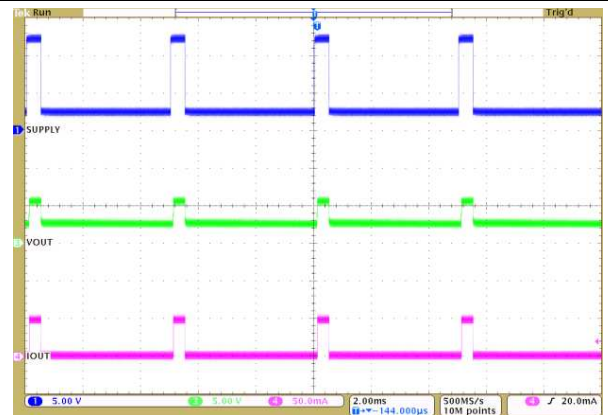 Tek Run Trig'd
1 SUPPLY
3 VOUT
4 IOUT
1 5.00 V 3 5.00 V 4 50.0mA 2.00ms 500MS/s 4 20.0mA
T -144.000µs 10M points